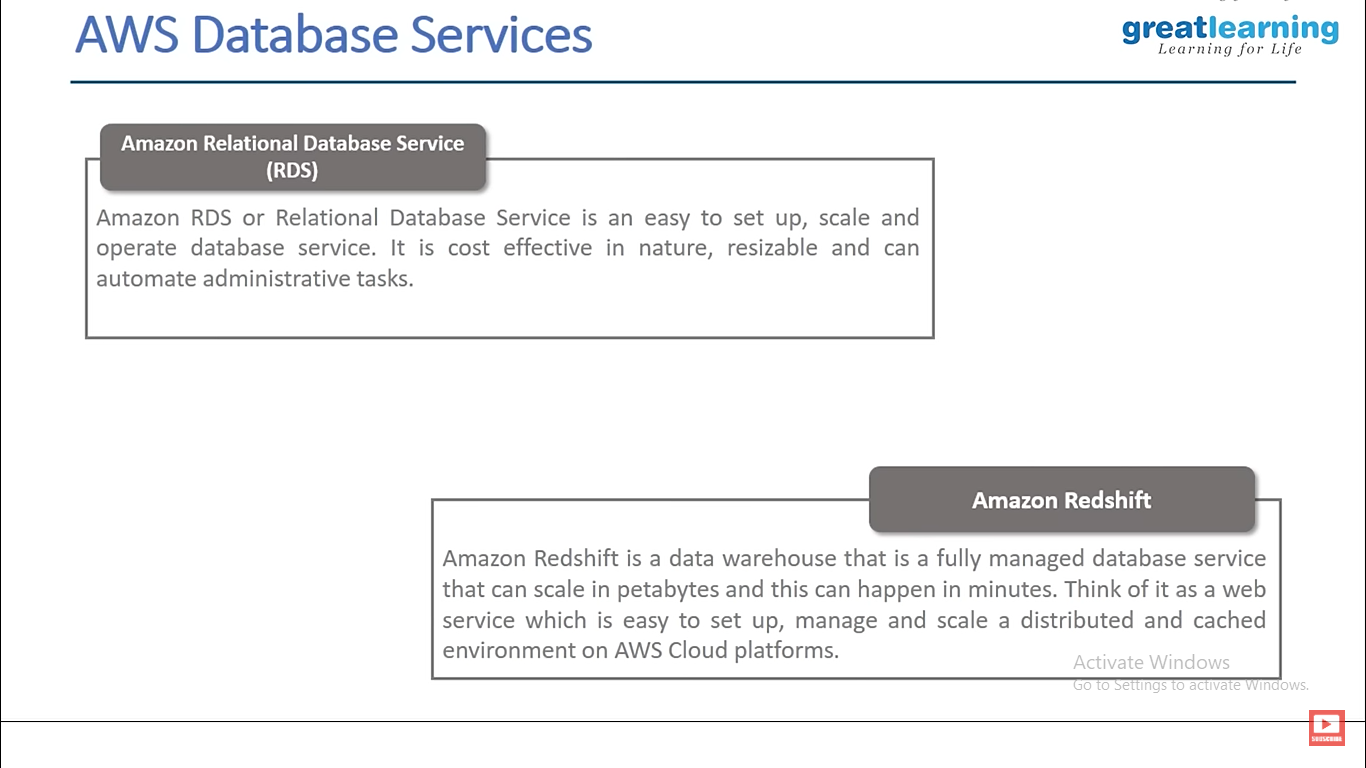 AWS Database Services
greatlearning
Learning for Life
Amazon Relational Database Service
(RDS)
Amazon RDS or Relational Database Service is an easy to set up, scale and
operate database service. It is cost effective in nature, resizable and can
automate administrative tasks.
Amazon Redshift
Amazon Redshift is a data warehouse that is a fully managed database service
that can scale in petabytes and this can happen in minutes. Think of it as a web
service which is easy to set up, manage and scale a distributed and cached
environment on AWS Cloud platforms.
Activate Windows
Go to Settings to activate Windows.
SUBSCRIBE